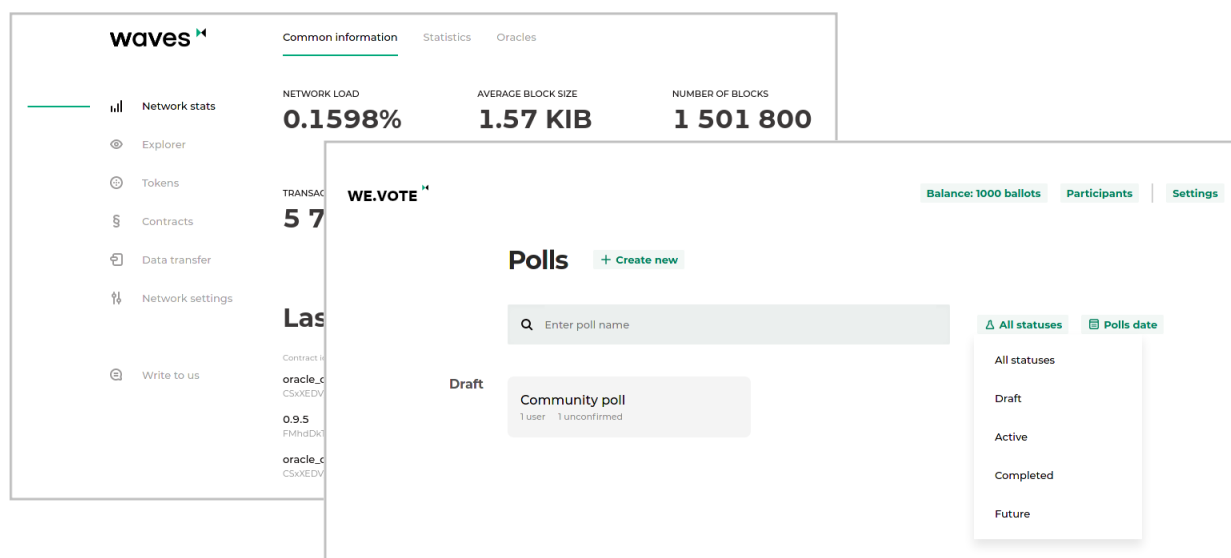 waves
Common information Statistics Oracles
Network stats
Explorer
Tokens
Contracts
Data transfer
Network settings
Write to us
NETWORK LOAD AVERAGE BLOCK SIZE NUMBER OF BLOCKS
0.1598% 1.57 KIB 1 501 800
5 7
0.9.5
WE.VOTE
Balance: 1000 ballots Participants Settings
Polls + Create new
Enter poll name
All statuses Polls date
All statuses
Draft
Active
Completed
Future
Draft
Community poll
1 user 1 unconfirmed